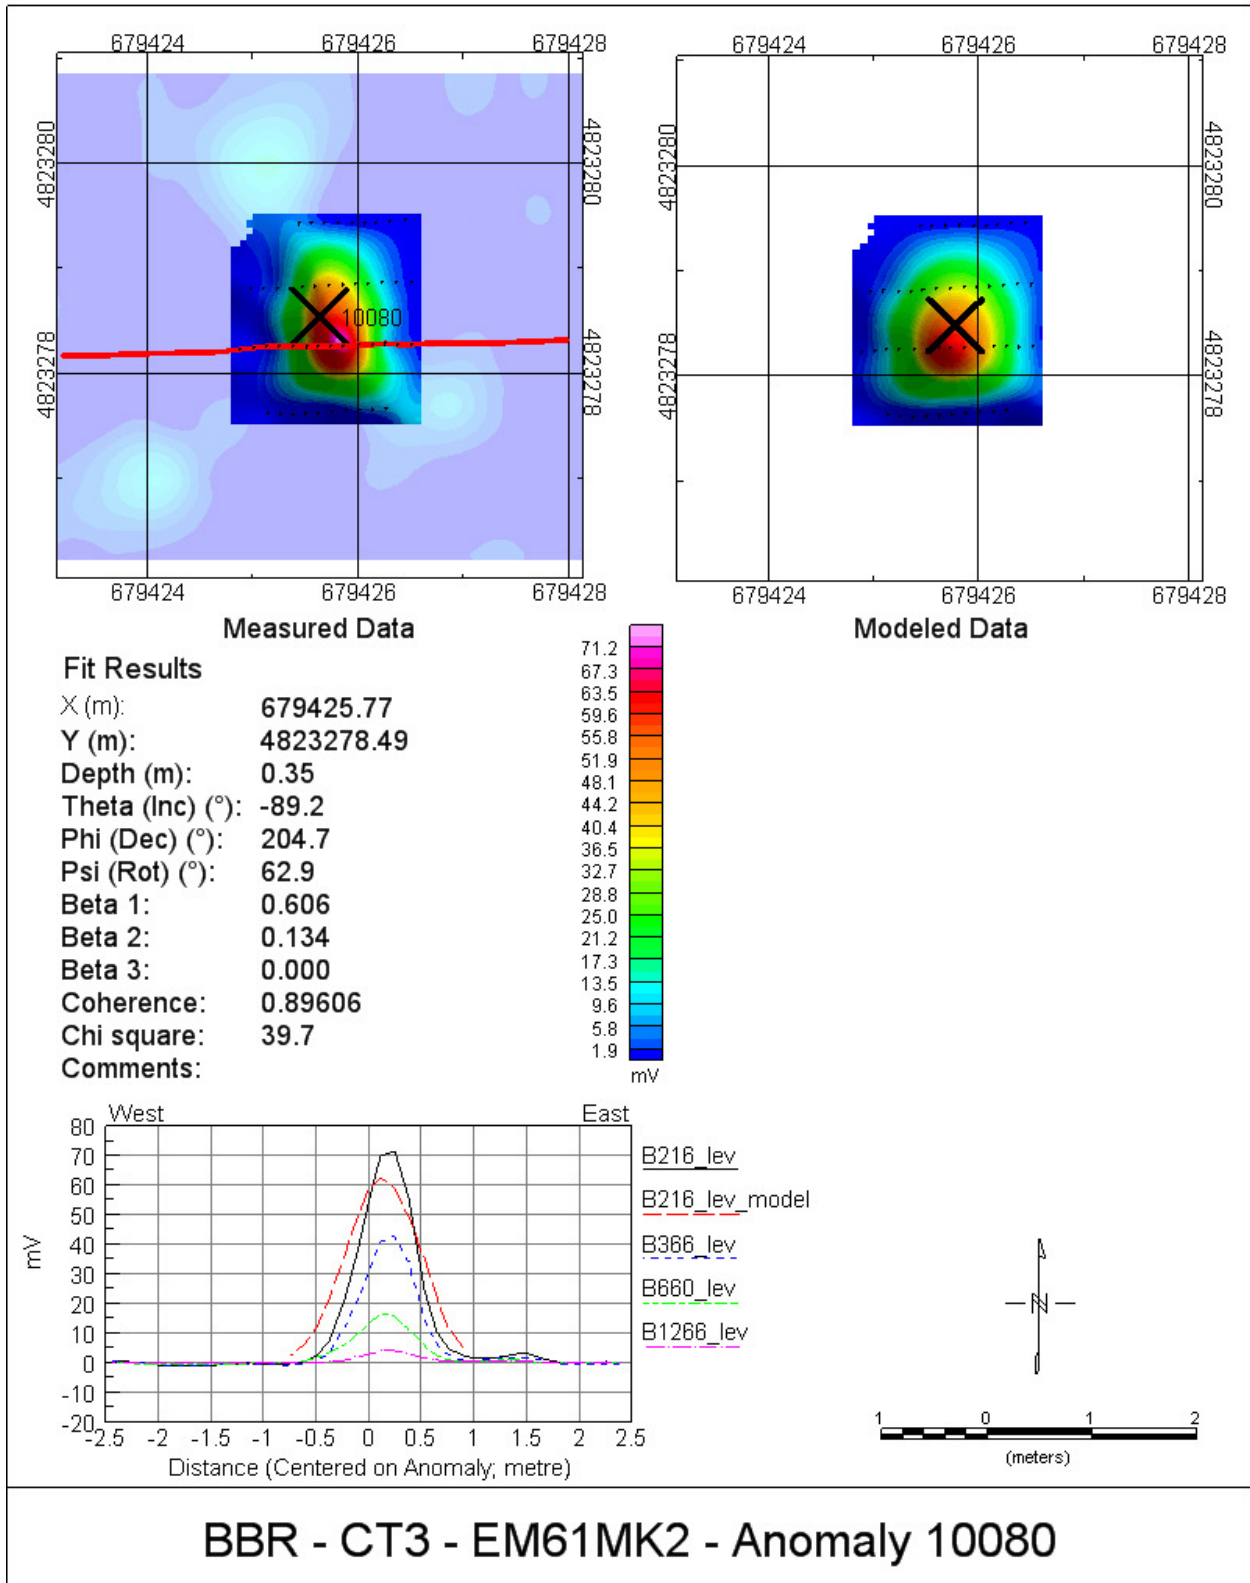 679424 679426 679428
679424 679426 679428
4823280
4823280
4823280
4823280
10080
4823278
4823278
4823278
4823278
679424 679426 679428
679424 679426 679428
Measured Data
Modeled Data
Fit Results
X (m): 679425.77
Y (m): 4823278.49
Depth (m): 0.35
Theta (Inc) (°): -89.2
Phi (Dec) (°): 204.7
Psi (Rot) (°): 62.9
Beta 1: 0.606
Beta 2: 0.134
Beta 3: 0.000
Coherence: 0.89606
Chi square: 39.7
Comments:
71.2
67.3
63.5
59.6
55.8
51.9
48.1
44.2
40.4
36.5
32.7
28.8
25.0
21.2
17.3
13.5
9.6
5.8
1.9
mV
West East
80
70
60
50
40
30
20
10
0
-10
-20
mV
-2.5 -2 -1.5 -1 -0.5 0 0.5 1 1.5 2 2.5
Distance (Centered on Anomaly; metre)
B216_lev
B216_lev_model
B366_lev
B660_lev
B1266_lev
N
1 0 1 2
(meters)
BBR - CT3 - EM61MK2 - Anomaly 10080